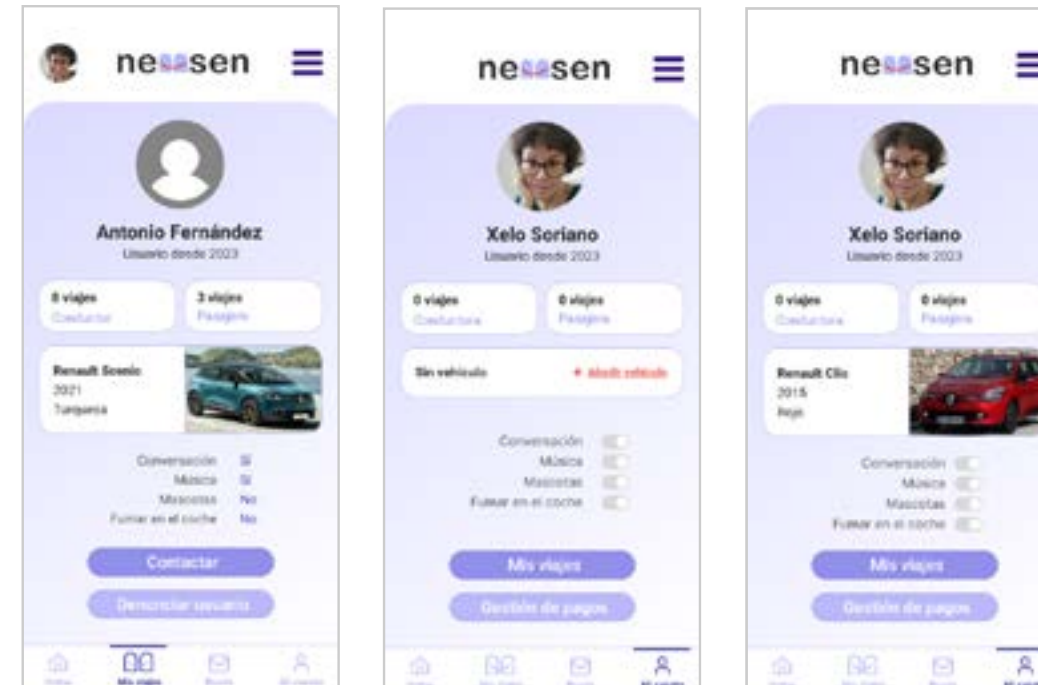 nessen
Antonio Fernández
Usuario desde 2023
8 viajes
Conductor
3 viajes
Pasajero
Renault Scenic
2021
Turquesa
Conversación Sí
Música Sí
Mascotas No
Fumar en el coche No
Contactar
Denunciar usuario
Mis viajes
nessen
Xelo Soriano
Usuario desde 2023
0 viajes
Conductora
0 viajes
Pasajera
Sin vehículo
+ Añadir vehículo
Conversación
Música
Mascotas
Fumar en el coche
Mis viajes
Gestión de pagos
nessen
Xelo Soriano
Usuario desde 2023
0 viajes
Conductora
0 viajes
Pasajera
Renault Clio
2015
Rojo
Conversación
Música
Mascotas
Fumar en el coche
Mis viajes
Gestión de pagos